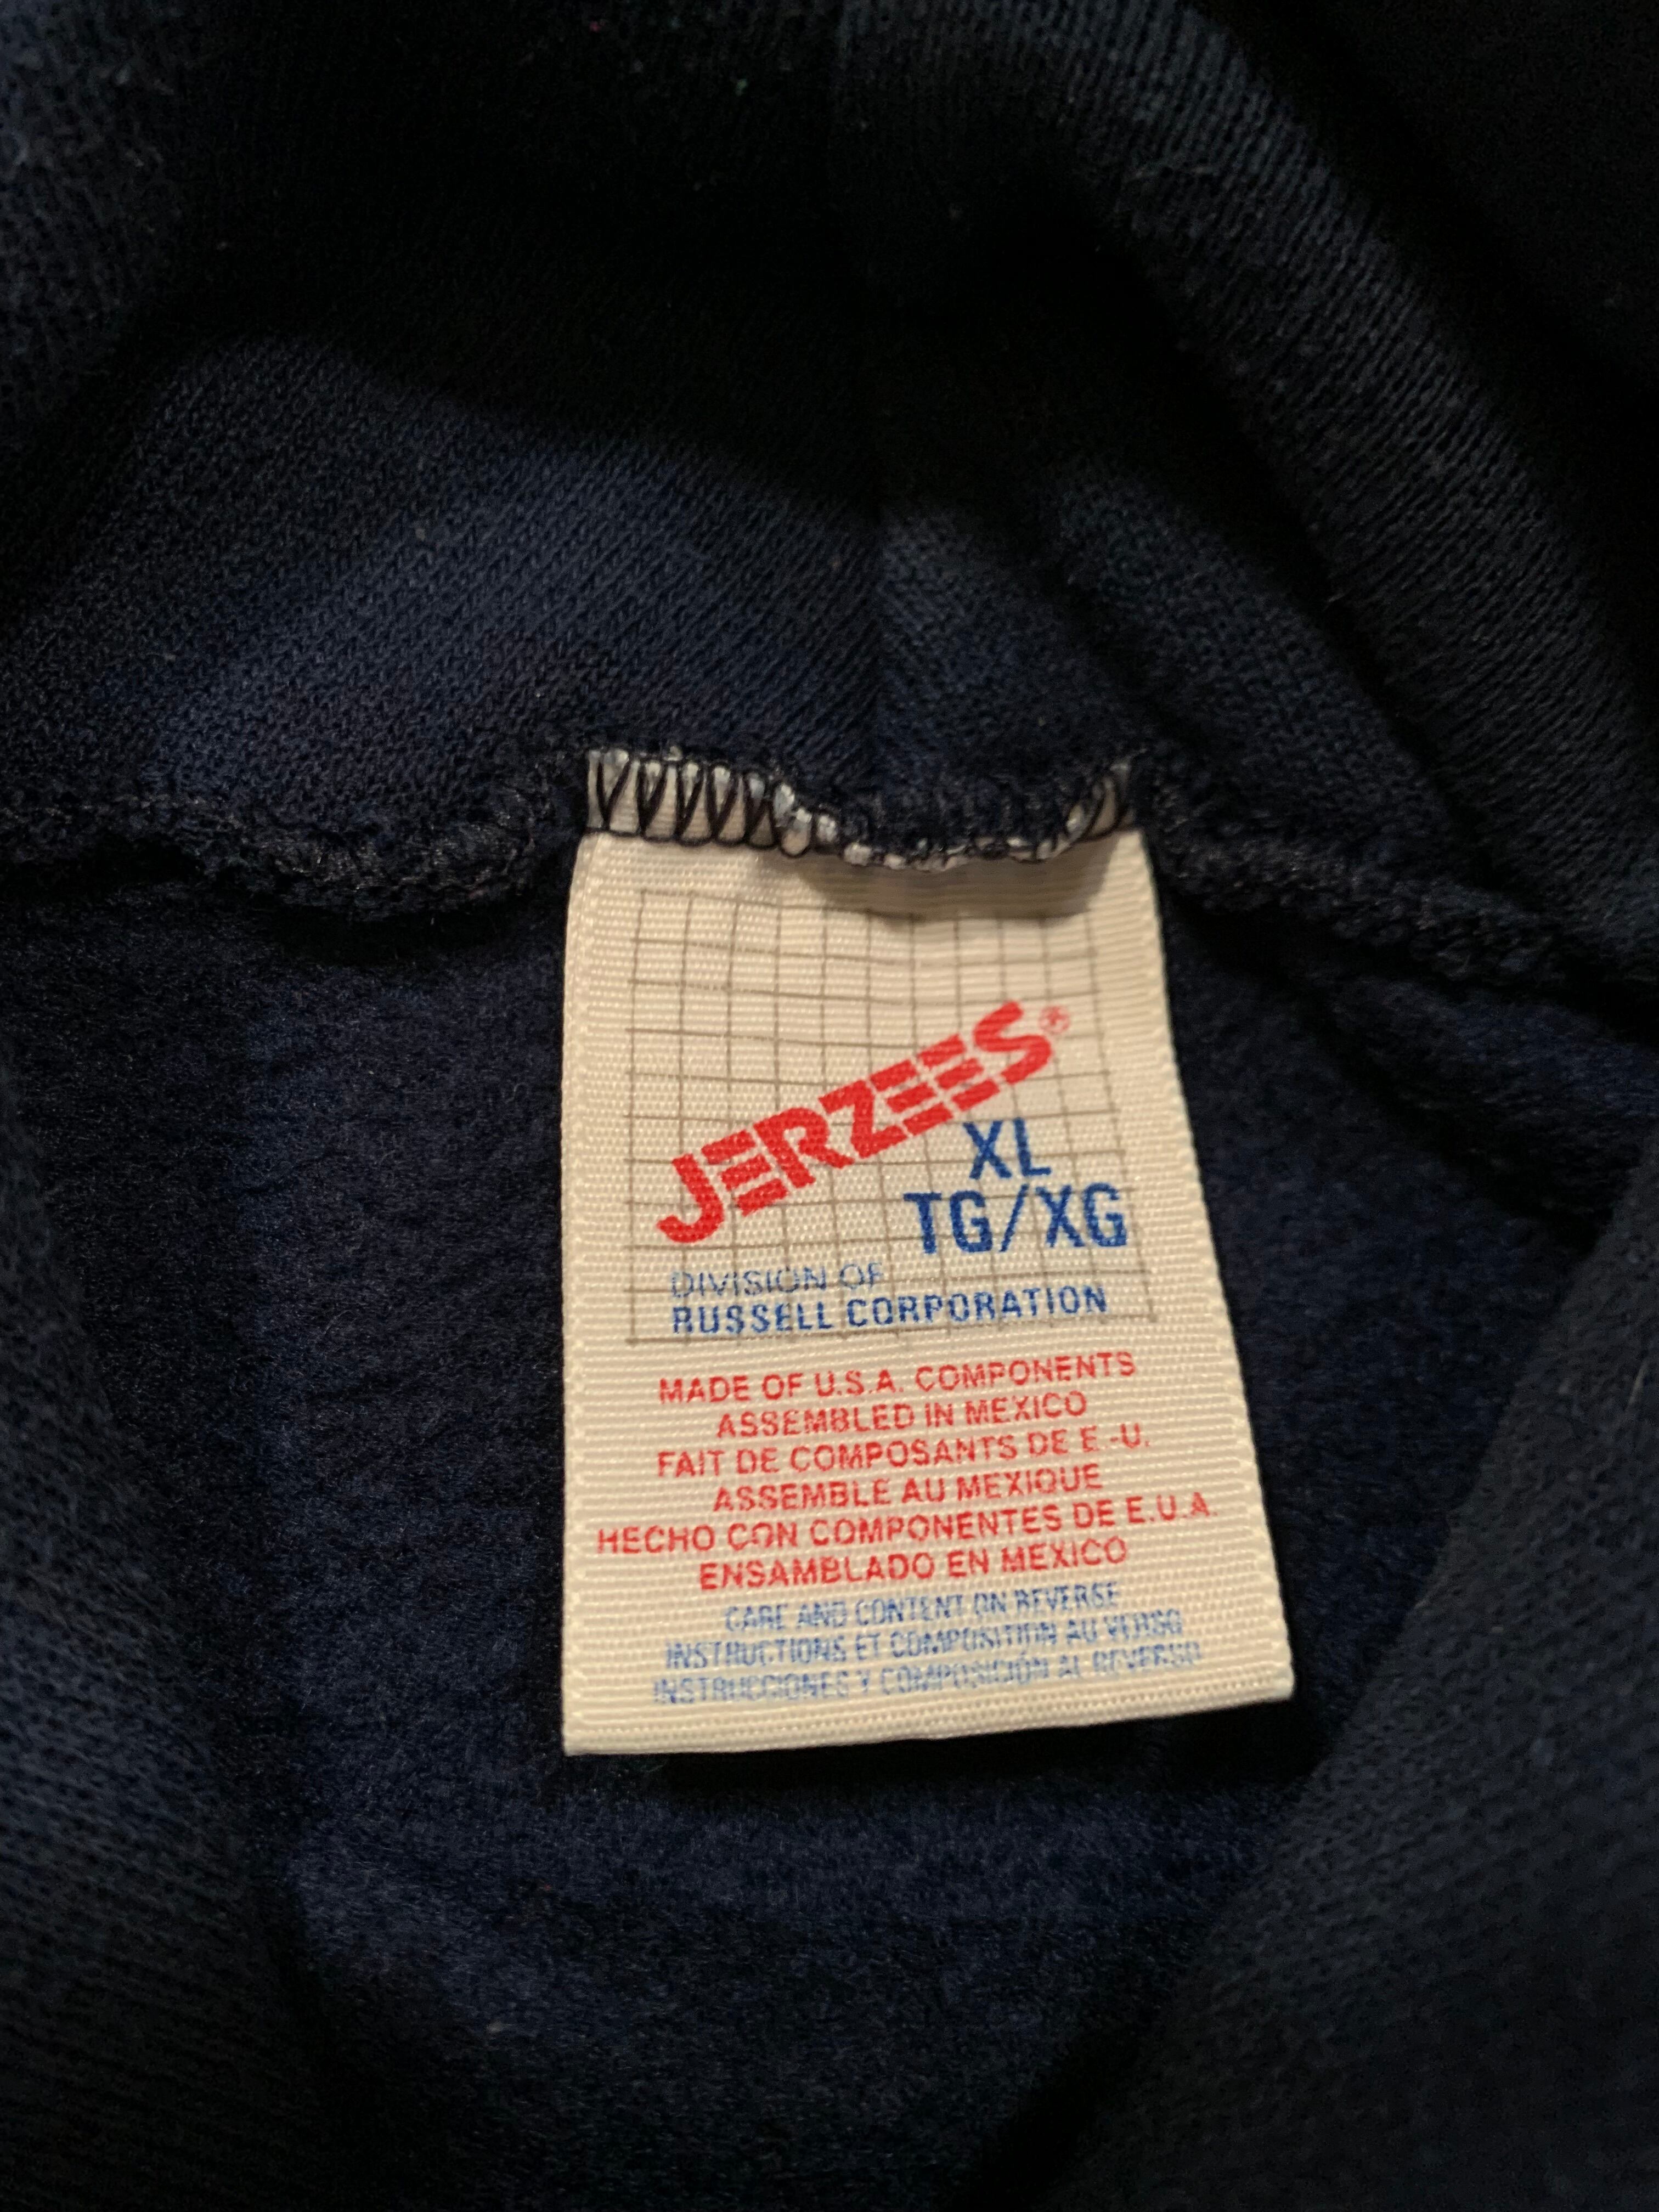 JERZEES®
XL
TG/XG
DIVISION OF
RUSSELL CORPORATION
MADE OF U.S.A. COMPONENTS
ASSEMBLED IN MEXICO
FAIT DE COMPOSANTS DE E.-U.
ASSEMBLE AU MEXIQUE
HECHO CON COMPONENTES DE E.U.A.
ENSAMBLADO EN MEXICO
CARE AND CONTENT ON REVERSE
INSTRUCTIONS ET COMPOSITION AU VERSO
INSTRUCCIONES Y COMPOSICIÓN AL REVERSO